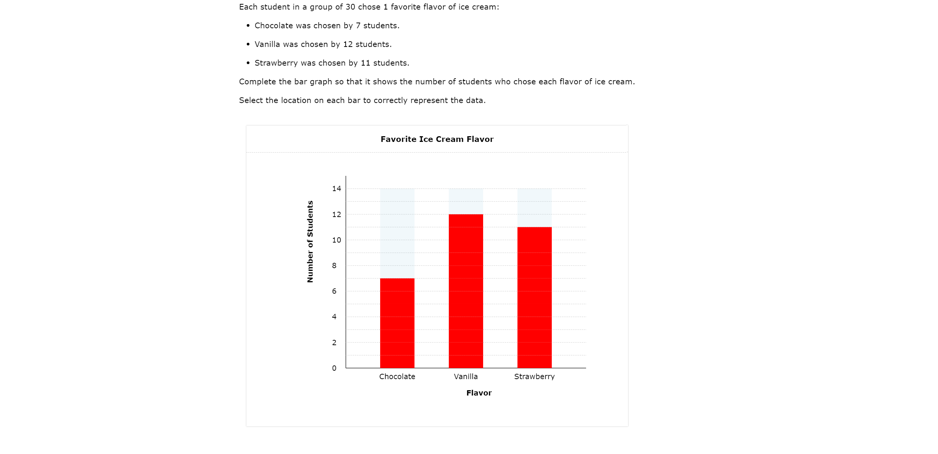 Each student in a group of 30 chose 1 favorite flavor of ice cream:
• Chocolate was chosen by 7 students.
• Vanilla was chosen by 12 students.
• Strawberry was chosen by 11 students.
Complete the bar graph so that it shows the number of students who chose each flavor of ice cream.
Select the location on each bar to correctly represent the data.
Favorite Ice Cream Flavor
Number of Students
14
12
10
8
6
4
2
0
Chocolate Vanilla Strawberry
Flavor